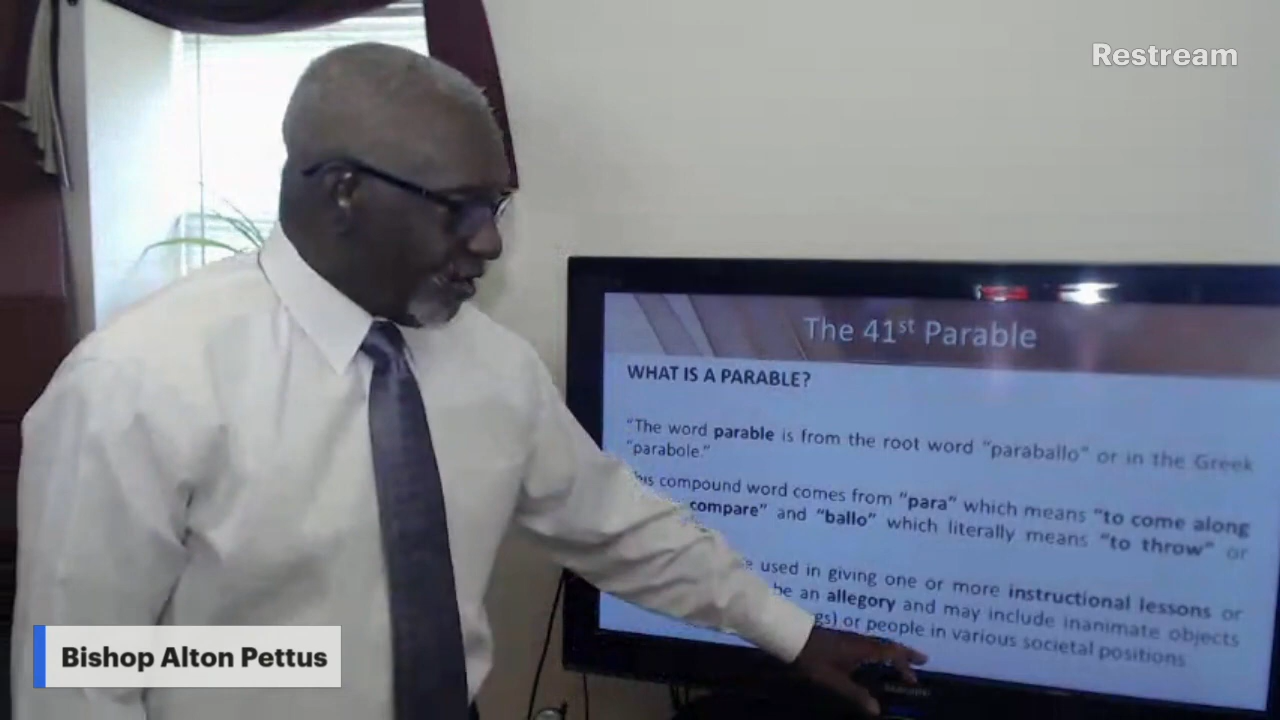 Restream
The 41st Parable
WHAT IS A PARABLE?
"The word parable is from the root word "paraballo" or in the Greek
"parabole."
compound word comes from "para" which means "to come along
compare" and "ballo" which literally means "to throw" or
used in giving one or more instructional lessons or
be an allegory and may include inanimate objects
or people in various societal positions
Bishop Alton Pettus